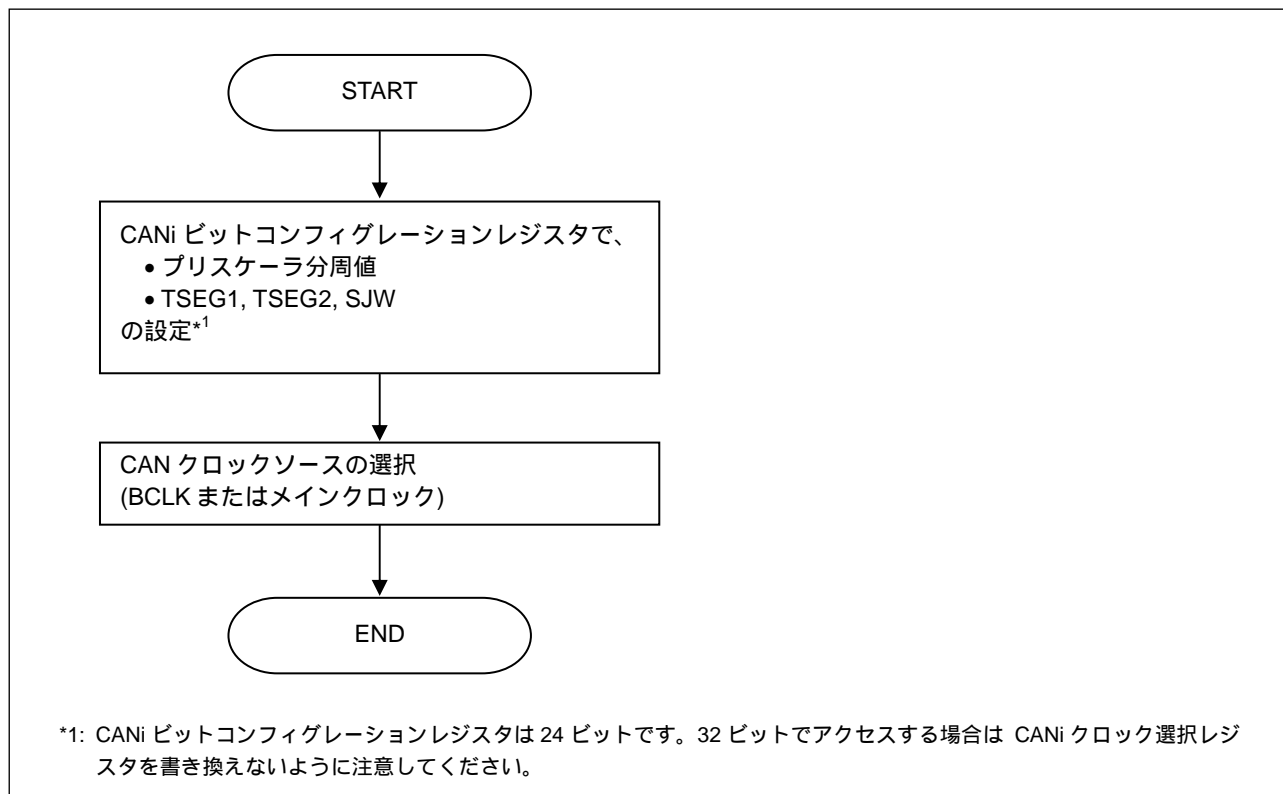 START
CANi ビットコンフィグレーションレジスタで、
• プリスケーラ分周値
• TSEG1, TSEG2, SJW
の設定*1
CAN クロックソースの選択
(BCLK またはメインクロック)
END
*1: CANi ビットコンフィグレーションレジスタは 24 ビットです。32 ビットでアクセスする場合は CANi クロック選択レジ
スタを書き換えないように注意してください。